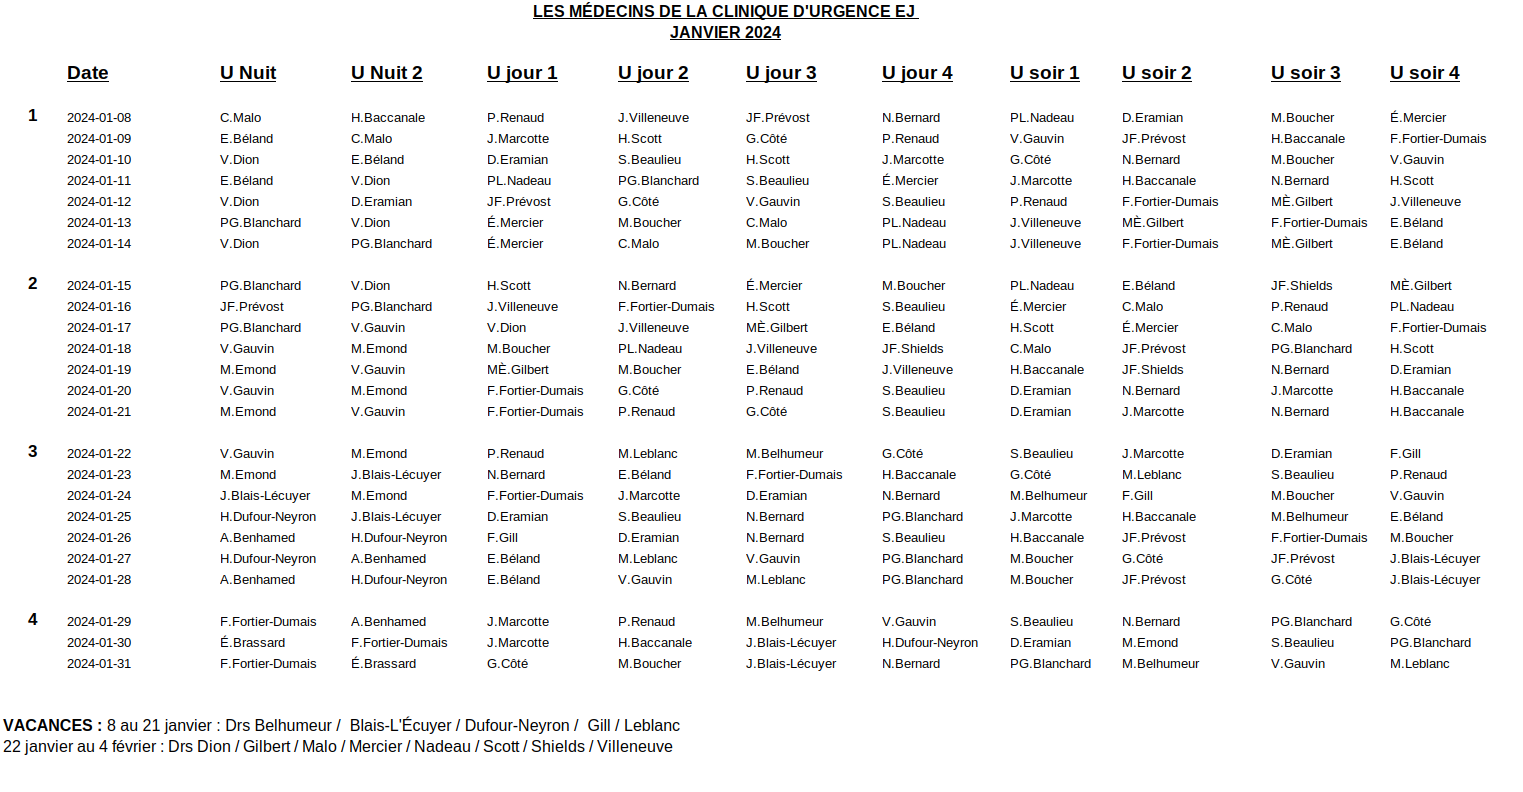 LES MÉDECINS DE LA CLINIQUE D'URGENCE EJ
JANVIER 2024
Date U Nuit U Nuit 2 U jour 1 U jour 2 U jour 3 U jour 4 U soir 1 U soir 2 U soir 3 U soir 4
1 2024-01-08 C.Malo H.Baccanale P.Renaud J.Villeneuve JF.Prévost N.Bernard PL.Nadeau D.Eramian M.Boucher É.Mercier
2024-01-09 E.Béland C.Malo J.Marcotte H.Scott G.Côté P.Renaud V.Gauvin JF.Prévost H.Baccanale F.Fortier-Dumais
2024-01-10 V.Dion E.Béland D.Eramian S.Beaulieu H.Scott J.Marcotte G.Côté N.Bernard M.Boucher V.Gauvin
2024-01-11 E.Béland V.Dion PL.Nadeau PG.Blanchard S.Beaulieu É.Mercier J.Marcotte H.Baccanale N.Bernard H.Scott
2024-01-12 V.Dion D.Eramian JF.Prévost G.Côté V.Gauvin S.Beaulieu P.Renaud F.Fortier-Dumais MÈ.Gilbert J.Villeneuve
2024-01-13 PG.Blanchard V.Dion É.Mercier M.Boucher C.Malo PL.Nadeau J.Villeneuve MÈ.Gilbert F.Fortier-Dumais E.Béland
2024-01-14 V.Dion PG.Blanchard É.Mercier C.Malo M.Boucher PL.Nadeau J.Villeneuve F.Fortier-Dumais MÈ.Gilbert E.Béland
2 2024-01-15 PG.Blanchard V.Dion H.Scott N.Bernard É.Mercier M.Boucher PL.Nadeau E.Béland JF.Shields MÈ.Gilbert
2024-01-16 JF.Prévost PG.Blanchard J.Villeneuve F.Fortier-Dumais H.Scott S.Beaulieu É.Mercier C.Malo P.Renaud PL.Nadeau
2024-01-17 PG.Blanchard V.Gauvin V.Dion J.Villeneuve MÈ.Gilbert E.Béland H.Scott É.Mercier C.Malo F.Fortier-Dumais
2024-01-18 V.Gauvin M.Emond M.Boucher PL.Nadeau J.Villeneuve JF.Shields C.Malo JF.Prévost PG.Blanchard H.Scott
2024-01-19 M.Emond V.Gauvin MÈ.Gilbert M.Boucher E.Béland J.Villeneuve H.Baccanale JF.Shields N.Bernard D.Eramian
2024-01-20 V.Gauvin M.Emond F.Fortier-Dumais G.Côté P.Renaud S.Beaulieu D.Eramian N.Bernard J.Marcotte H.Baccanale
2024-01-21 M.Emond V.Gauvin F.Fortier-Dumais P.Renaud G.Côté S.Beaulieu D.Eramian J.Marcotte N.Bernard H.Baccanale
3 2024-01-22 V.Gauvin M.Emond P.Renaud M.Leblanc M.Belhumeur G.Côté S.Beaulieu J.Marcotte D.Eramian F.Gill
2024-01-23 M.Emond J.Blais-Lécuyer N.Bernard E.Béland F.Fortier-Dumais H.Baccanale G.Côté M.Leblanc S.Beaulieu P.Renaud
2024-01-24 J.Blais-Lécuyer M.Emond F.Fortier-Dumais J.Marcotte D.Eramian N.Bernard M.Belhumeur F.Gill M.Boucher V.Gauvin
2024-01-25 H.Dufour-Neyron J.Blais-Lécuyer D.Eramian S.Beaulieu N.Bernard PG.Blanchard J.Marcotte H.Baccanale M.Belhumeur E.Béland
2024-01-26 A.Benhamed H.Dufour-Neyron F.Gill D.Eramian N.Bernard S.Beaulieu H.Baccanale JF.Prévost F.Fortier-Dumais M.Boucher
2024-01-27 H.Dufour-Neyron A.Benhamed E.Béland M.Leblanc V.Gauvin PG.Blanchard M.Boucher G.Côté JF.Prévost J.Blais-Lécuyer
2024-01-28 A.Benhamed H.Dufour-Neyron E.Béland V.Gauvin M.Leblanc PG.Blanchard M.Boucher JF.Prévost G.Côté J.Blais-Lécuyer
4 2024-01-29 F.Fortier-Dumais A.Benhamed J.Marcotte P.Renaud M.Belhumeur V.Gauvin S.Beaulieu N.Bernard PG.Blanchard G.Côté
2024-01-30 É.Brassard F.Fortier-Dumais J.Marcotte H.Baccanale J.Blais-Lécuyer H.Dufour-Neyron D.Eramian M.Emond S.Beaulieu PG.Blanchard
2024-01-31 F.Fortier-Dumais É.Brassard G.Côté M.Boucher J.Blais-Lécuyer N.Bernard PG.Blanchard M.Belhumeur V.Gauvin M.Leblanc
VACANCES : 8 au 21 janvier : Drs Belhumeur / Blais-L'Écuyer / Dufour-Neyron / Gill / Leblanc
22 janvier au 4 février : Drs Dion / Gilbert / Malo / Mercier / Nadeau / Scott / Shields / Villeneuve